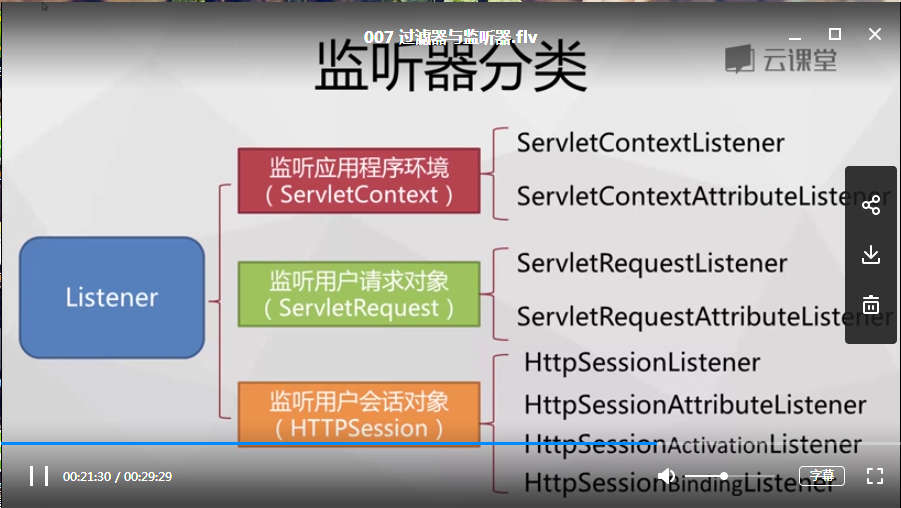 007 过滤器与监听器.flv
监听器分类
云课堂
Listener
监听应用程序环境
（ServletContext）
ServletContextListener
ServletContextAttributeListener
监听用户请求对象
（ServletRequest）
ServletRequestListener
ServletRequestAttributeListener
监听用户会话对象
（HTTPSession）
HttpSessionListener
HttpSessionAttributeListener
HttpSessionActivationListener
HttpSessionBindingListener
00:21:30 / 00:29:29
字幕